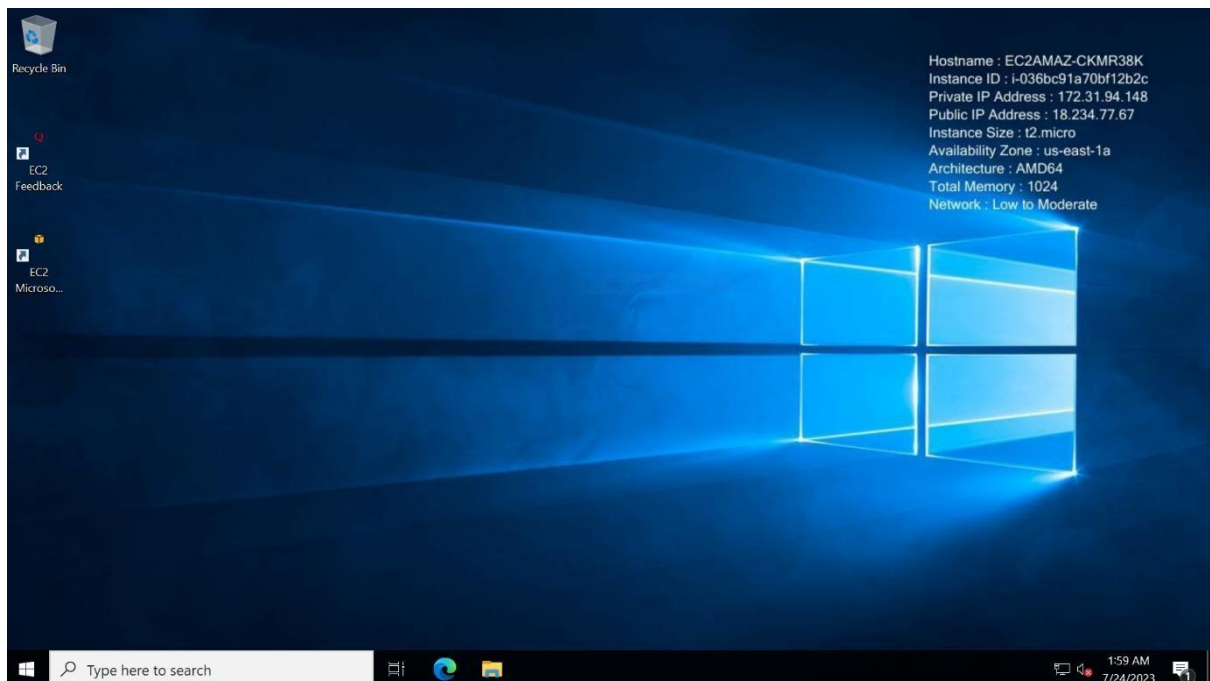 Recycle Bin
EC2
Feedback
EC2
Microso...
Hostname : EC2AMAZ-CKMR38K
Instance ID : i-036bc91a70bf12b2c
Private IP Address : 172.31.94.148
Public IP Address : 18.234.77.67
Instance Size : t2.micro
Availability Zone : us-east-1a
Architecture : AMD64
Total Memory : 1024
Network : Low to Moderate
Type here to search
1:59 AM
7/24/2023
1